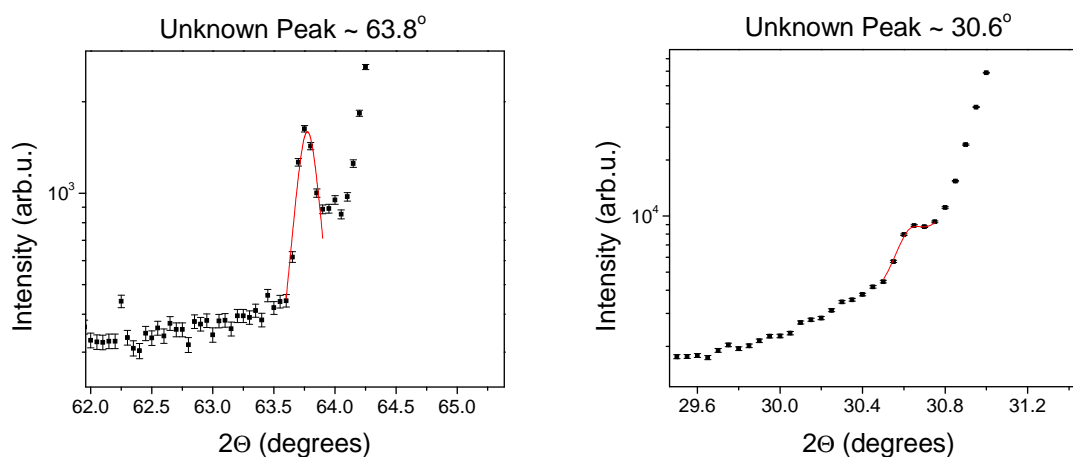 Unknown Peak ~ 63.8°
Intensity (arb.u.)
10³
62.0 62.5 63.0 63.5 64.0 64.5 65.0
2Θ (degrees)
Unknown Peak ~ 30.6°
Intensity (arb.u.)
10⁴
29.6 30.0 30.4 30.8 31.2
2Θ (degrees)